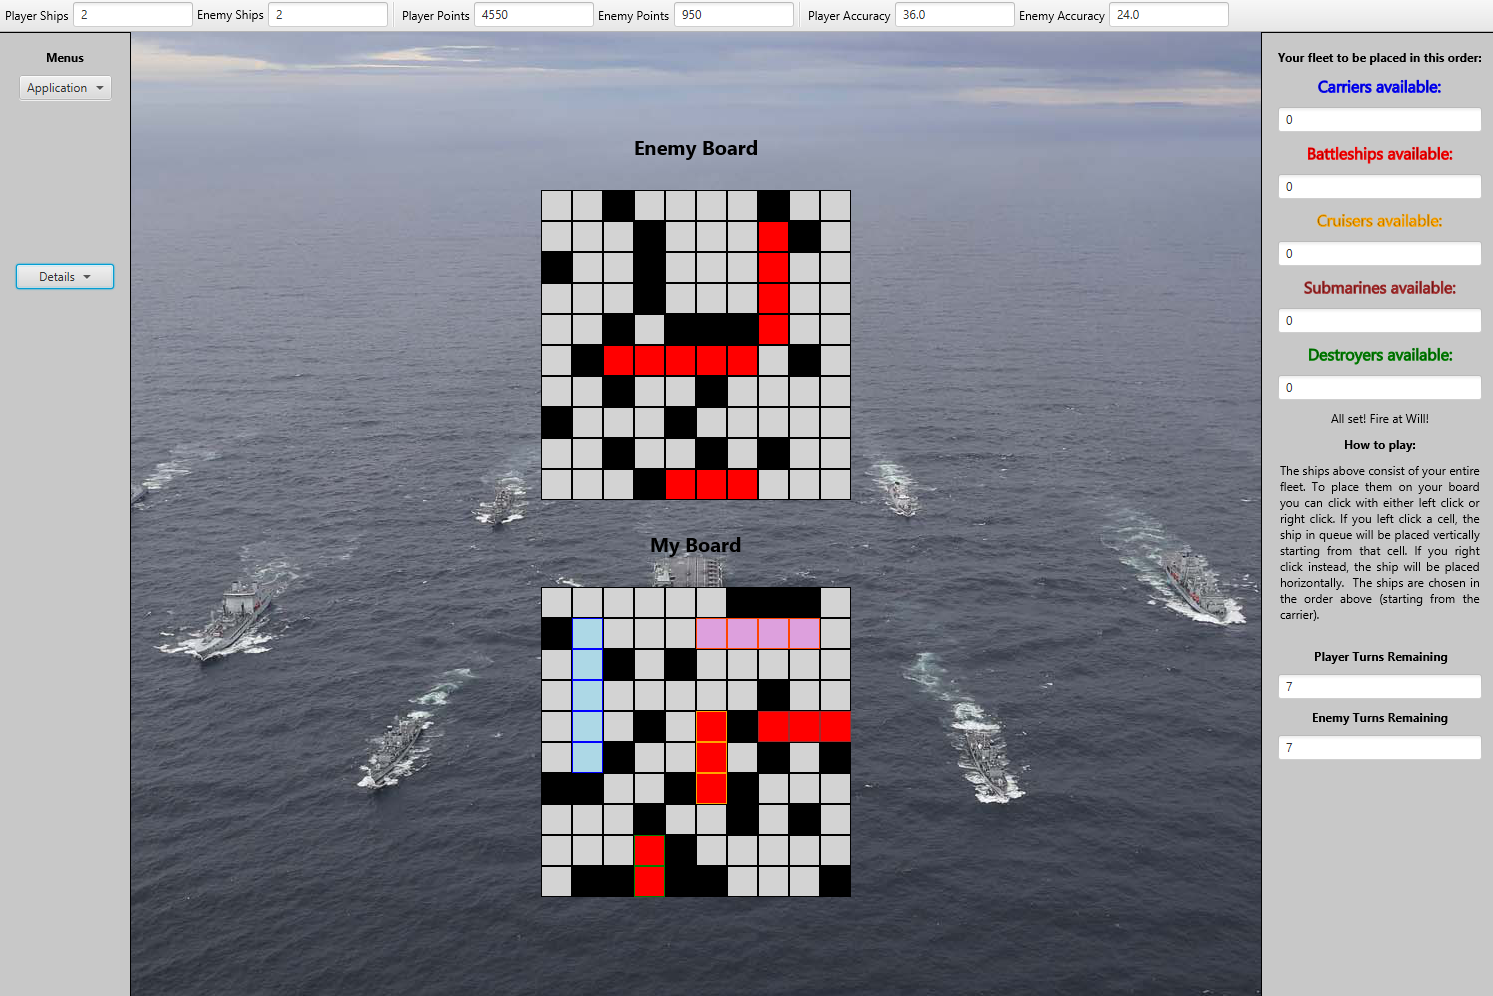 Player Ships 2 Enemy Ships 2 Player Points 4550 Enemy Points 950 Player Accuracy 36.0 Enemy Accuracy 24.0
Menus
Application
Details
Enemy Board
My Board
Your fleet to be placed in this order:
Carriers available:
0
Battleships available:
0
Cruisers available:
0
Submarines available:
0
Destroyers available:
0
All set! Fire at Will!
How to play:
The ships above consist of your entire
fleet. To place them on your board
you can click with either left click or
right click. If you left click a cell, the
ship in queue will be placed vertically
starting from that cell. If you right
click instead, the ship will be placed
horizontally. The ships are chosen in
the order above (starting from the
carrier).
Player Turns Remaining
7
Enemy Turns Remaining
7